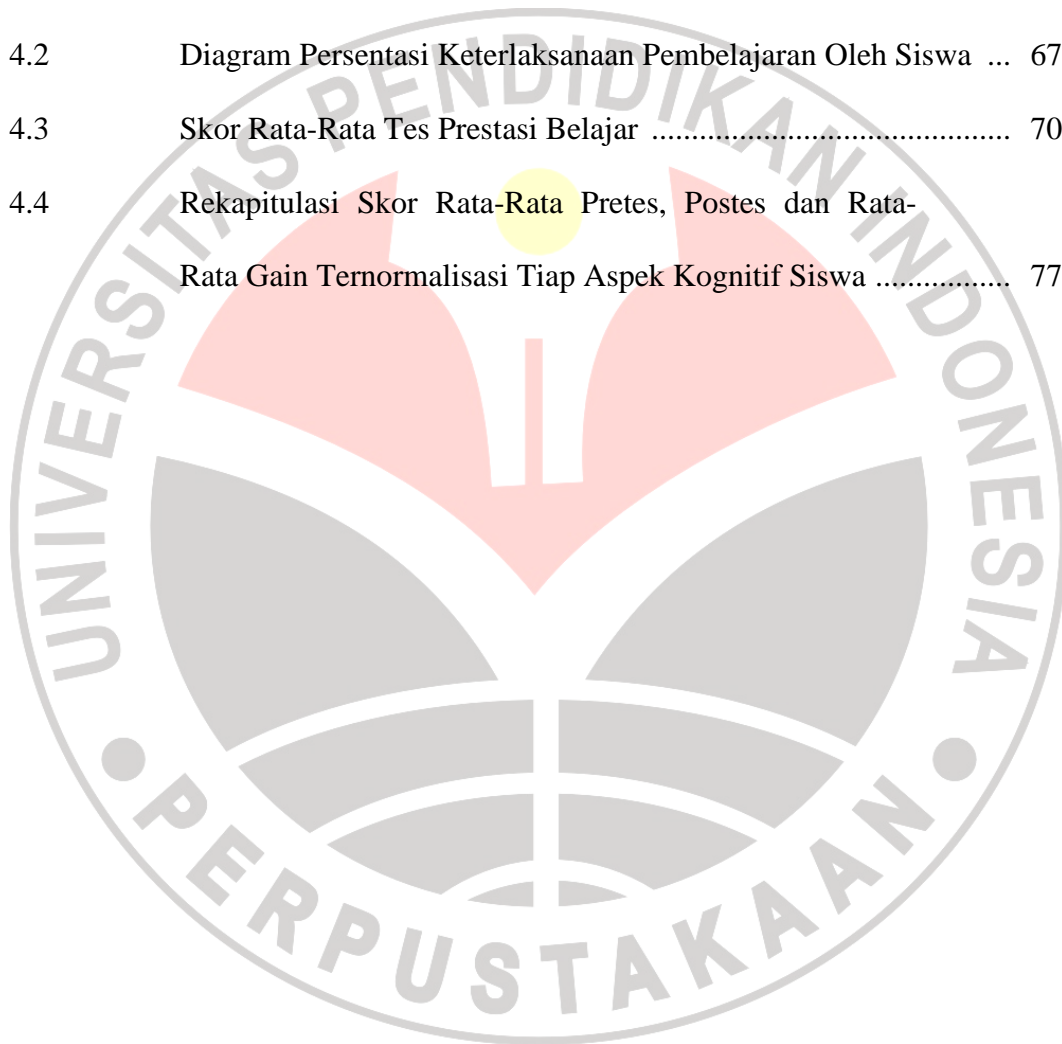 4.2 Diagram Persentasi Keterlaksanaan Pembelajaran Oleh Siswa ... 67
4.3 Skor Rata-Rata Tes Prestasi Belajar ............................................. 70
4.4 Rekapitulasi Skor Rata-Rata Pretes, Postes dan Rata-
Rata Gain Ternormalisasi Tiap Aspek Kognitif Siswa ................. 77
UNIVERSITAS PENDIDIKAN INDONESIA
PERPUSTAKAAN